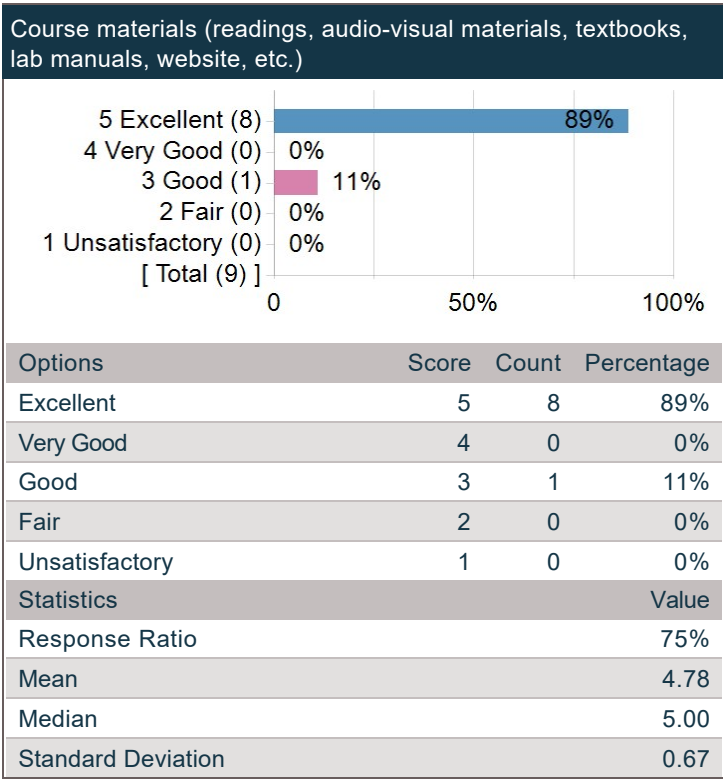 Course materials (readings, audio-visual materials, textbooks,
lab manuals, website, etc.)
5 Excellent (8) 89%
4 Very Good (0) 0%
3 Good (1) 11%
2 Fair (0) 0%
1 Unsatisfactory (0) 0%
[ Total (9) ]
0 50% 100%
Options Score Count Percentage
Excellent 5 8 89%
Very Good 4 0 0%
Good 3 1 11%
Fair 2 0 0%
Unsatisfactory 1 0 0%
Statistics Value
Response Ratio 75%
Mean 4.78
Median 5.00
Standard Deviation 0.67